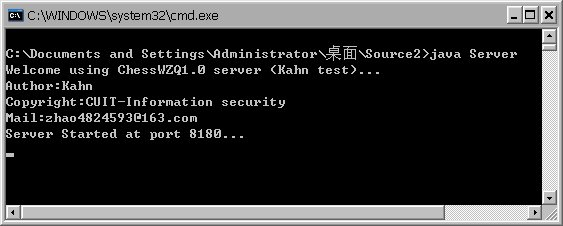 C:\WINDOWS\system32\cmd.exe
C:\Documents and Settings\Administrator\桌面\Source2>java Server
Welcome using ChessWZQ1.0 server (Kahn test)...
Author:Kahn
Copyright:CUIT-Information security
Mail:zhao4824593@163.com
Server Started at port 8180...